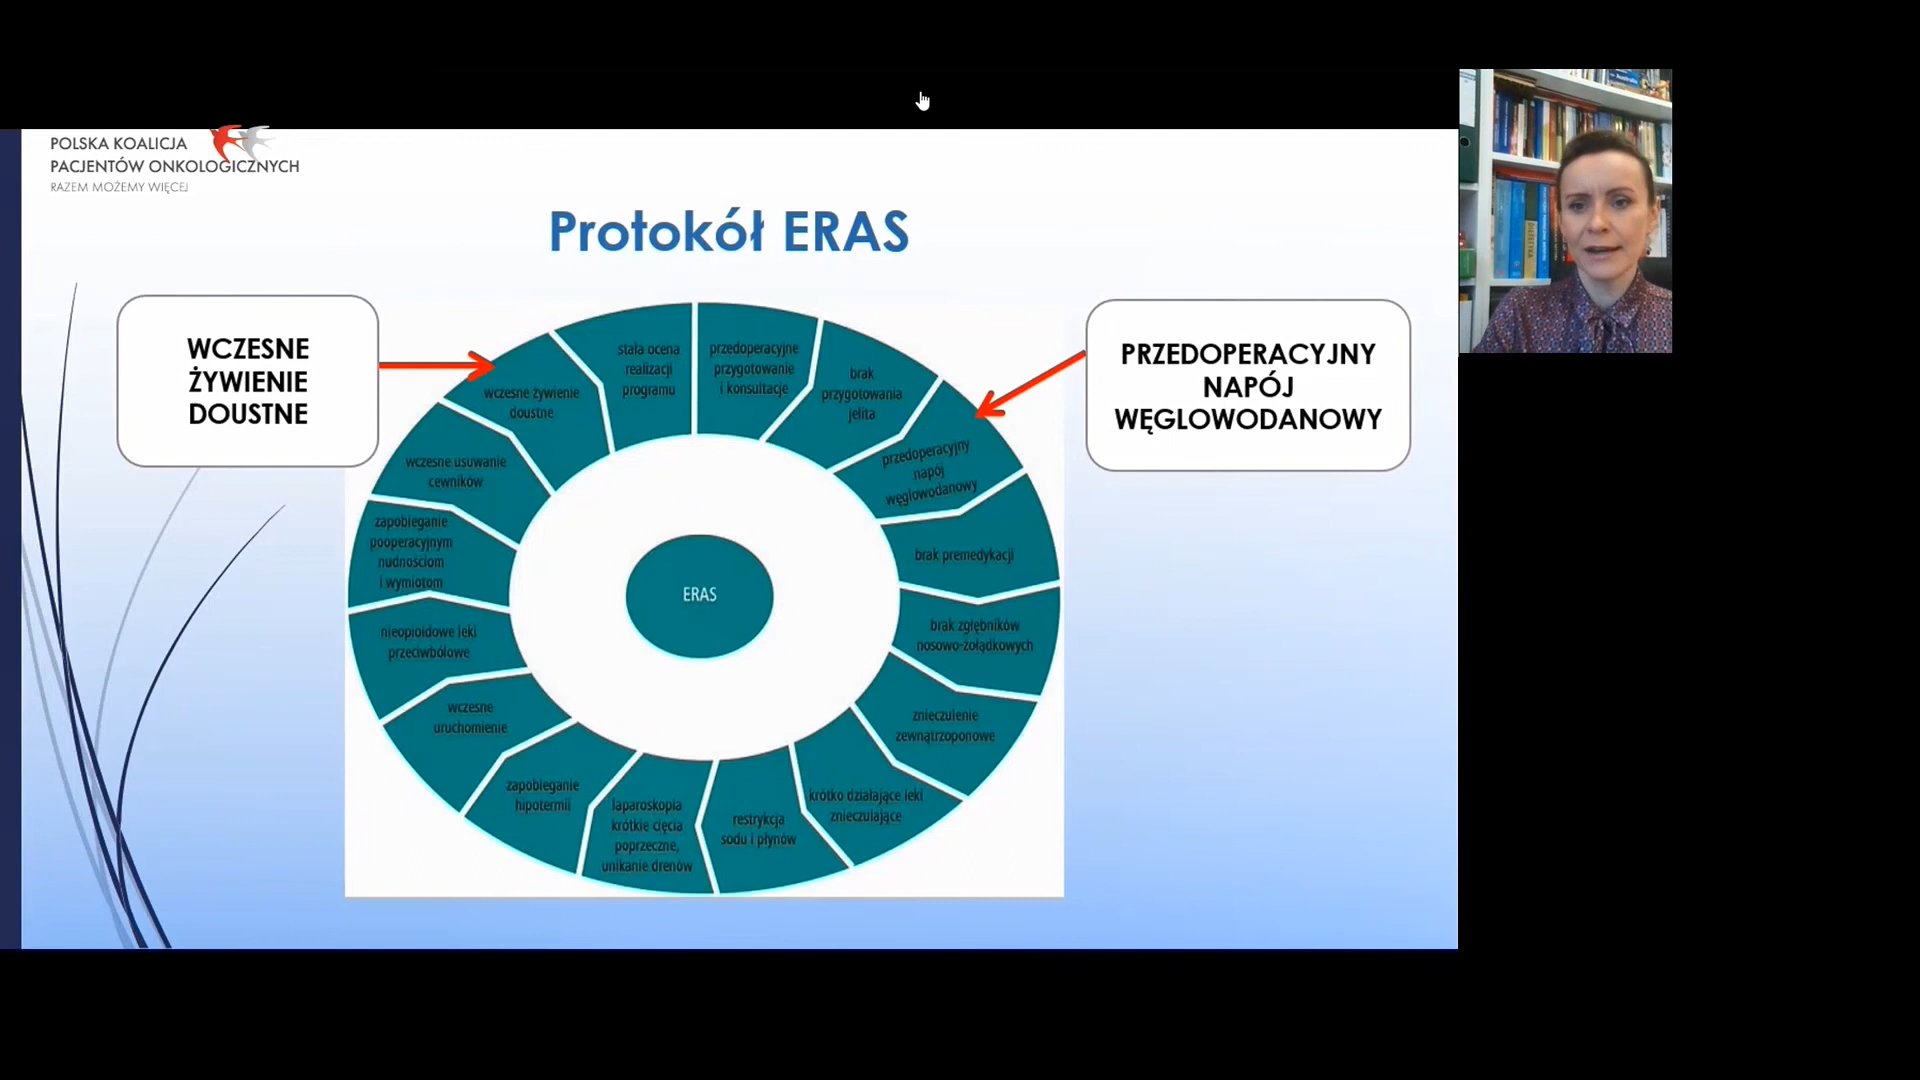 POLSKA KOALICJA
PACJENTÓW ONKOLOGICZNYCH
RAZEM MOŻEMY WIĘCEJ
Protokół ERAS
WCZESNE
ŻYWIENIE
DOUSTNE
PRZEDOPERACYJNY
NAPÓJ
WĘGLOWODANOWY
stała ocena
realizacji
programu
przedoperacyjne
przygotowanie
i konsultacje
brak
przygotowania
jelita
przedoperacyjny
napój
węglowodanowy
brak premedykacji
brak zgłębników
nosowo-żołądkowych
znieczulenie
zewnątrzoponowe
krótko działające leki
znieczulające
restrykcja
sodu i płynów
laparoskopia
krótkie cięcia
poprzeczne,
unikanie drenów
zapobieganie
hipotermii
wczesne
uruchomienie
nieopioidowe leki
przeciwbólowe
zapobieganie
pooperacyjnym
nudnościom
i wymiotom
wczesne usuwanie
cewników
wczesne żywienie
doustne
ERAS
Australia
DIETETYKA